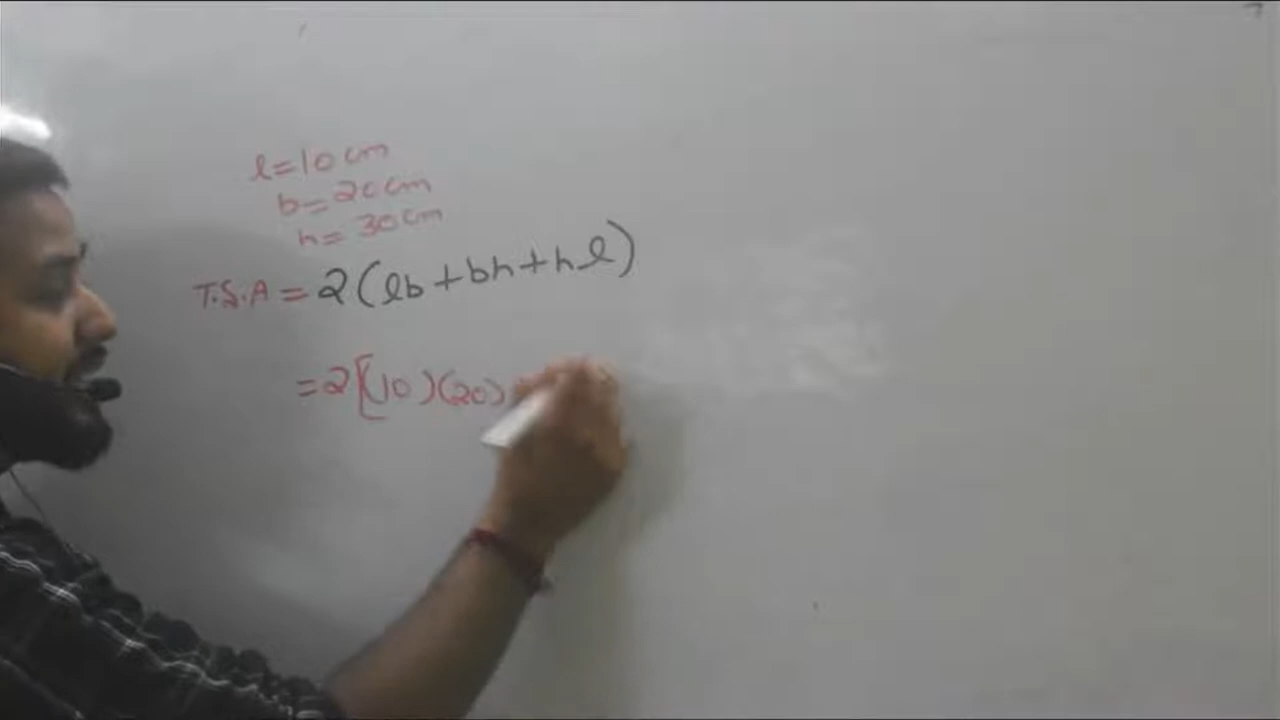 l=10cm
b=20cm
h=30cm
T.S.A = 2(lb+bh+hl)
=2[(10)(20)